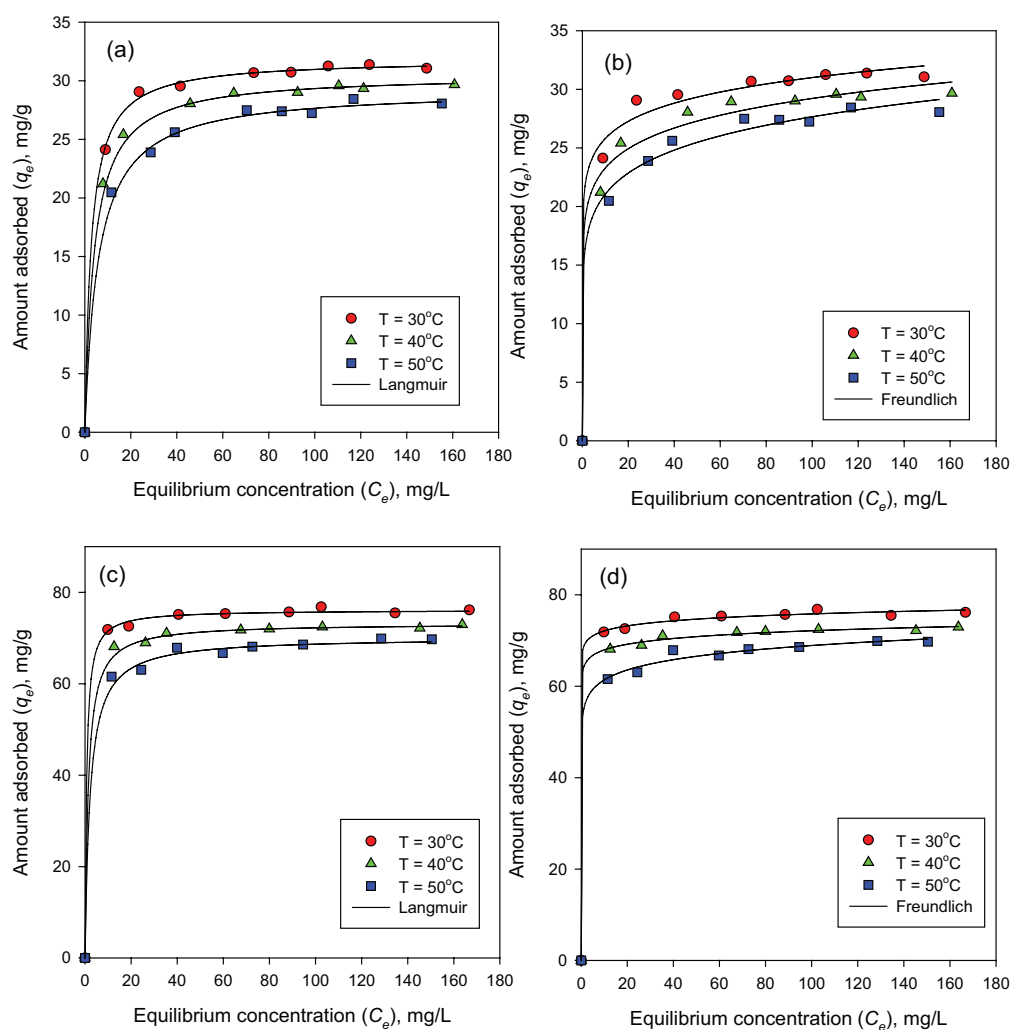 (a)
35
30
25
20
15
10
5
0
Amount adsorbed (qe), mg/g
T = 30°C
T = 40°C
T = 50°C
Langmuir
0 20 40 60 80 100 120 140 160 180
Equilibrium concentration (Ce), mg/L
(b)
35
30
25
20
15
10
5
0
Amount adsorbed (qe), mg/g
T = 30°C
T = 40°C
T = 50°C
Freundlich
0 20 40 60 80 100 120 140 160 180
Equilibrium concentration (Ce), mg/L
(c)
80
60
40
20
0
Amount adsorbed (qe), mg/g
T = 30°C
T = 40°C
T = 50°C
Langmuir
0 20 40 60 80 100 120 140 160 180
Equilibrium concentration (Ce), mg/L
(d)
80
60
40
20
0
Amount adsorbed (qe), mg/g
T = 30°C
T = 40°C
T = 50°C
Freundlich
0 20 40 60 80 100 120 140 160 180
Equilibrium concentration (Ce), mg/L